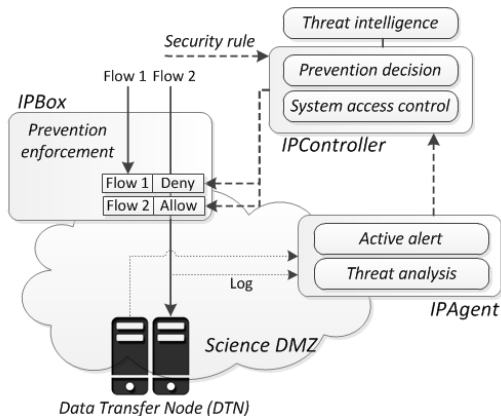 Threat intelligence
Security rule
Prevention decision
System access control
IPController
Flow 1 Flow 2
IPBox
Prevention
enforcement
Flow 1 Deny
Flow 2 Allow
Active alert
Threat analysis
IPAgent
Log
Science DMZ
Data Transfer Node (DTN)